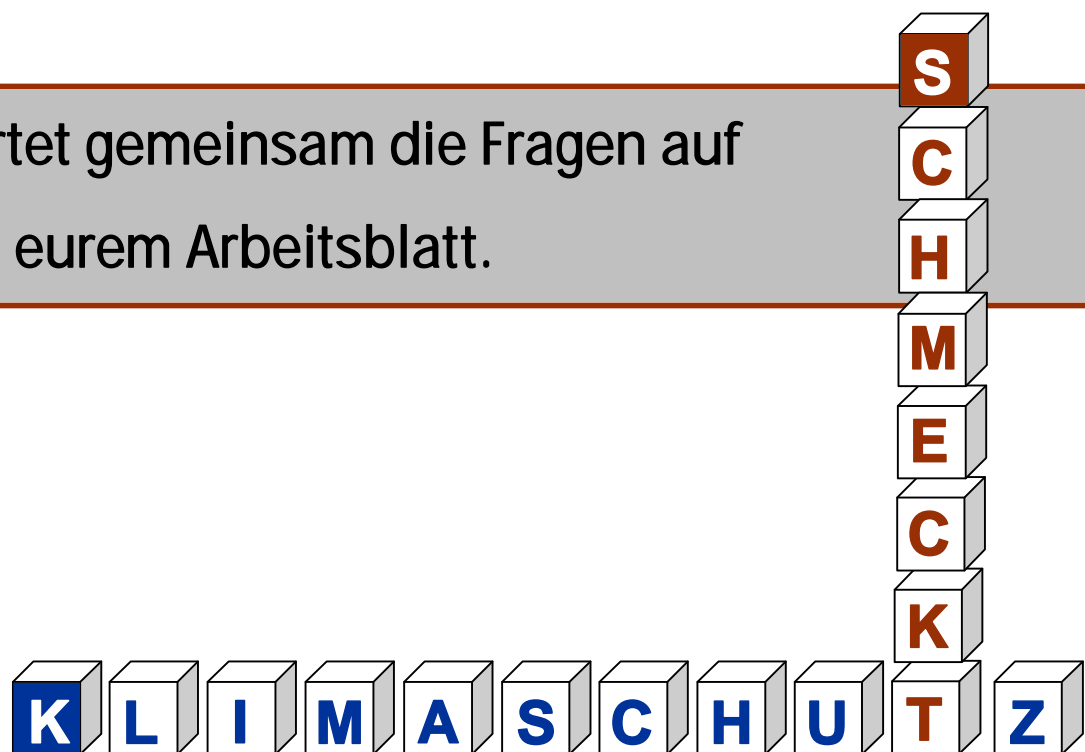 rtet gemeinsam die Fragen auf
eurem Arbeitsblatt.
SCHMECKT
KLIMASCHUTZ